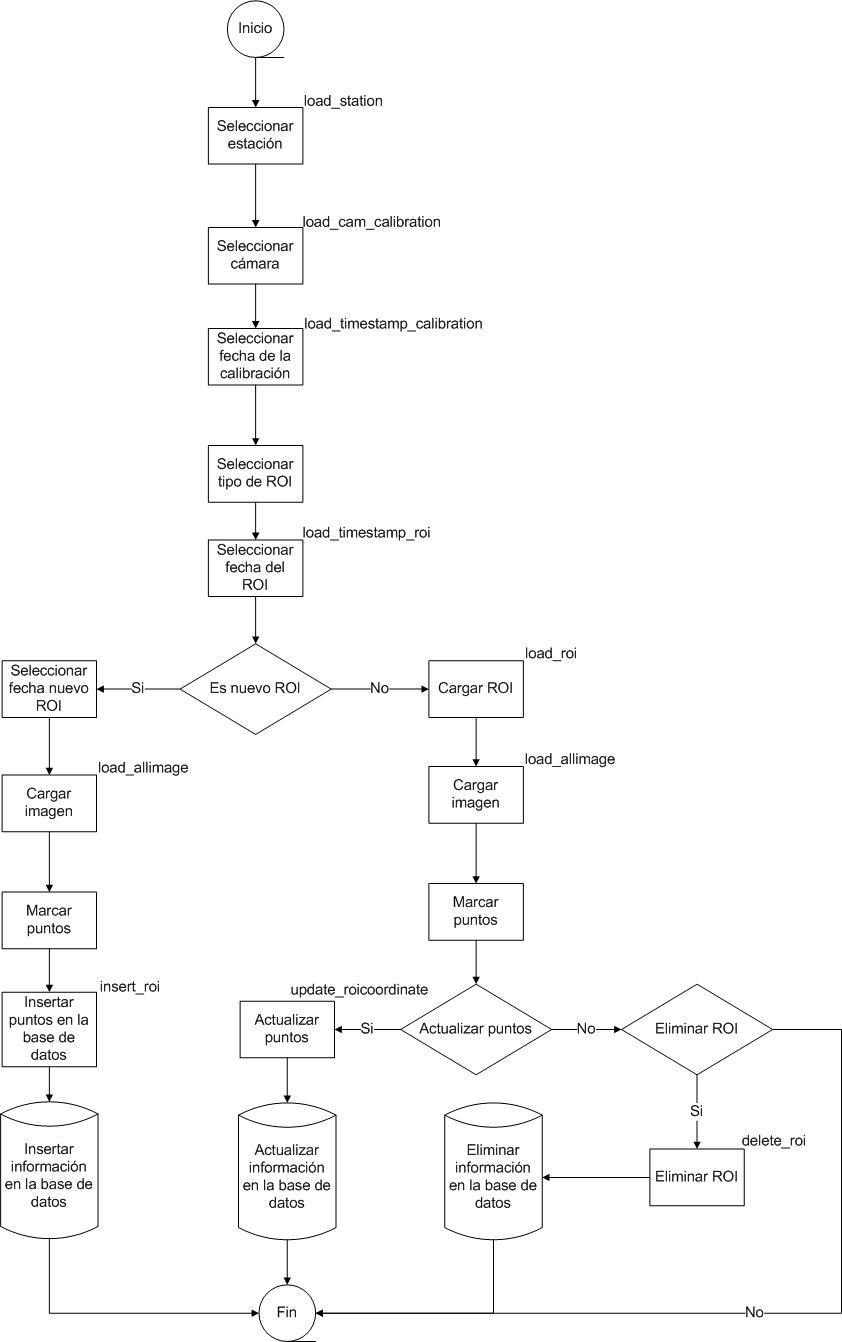 Inicio
load_station
Seleccionar
estación
load_cam_calibration
Seleccionar
cámara
load_timestamp_calibration
Seleccionar
fecha de la
calibración
Seleccionar
tipo de ROI
load_timestamp_roi
Seleccionar
fecha del
ROI
Es nuevo ROI
Si
No
Seleccionar
fecha nuevo
ROI
load_roi
Cargar ROI
load_allimage
Cargar
imagen
load_allimage
Cargar
imagen
Marcar
puntos
Marcar
puntos
insert_roi
Insertar
puntos en la
base de
datos
update_roicoordinate
Actualizar
puntos
Si
Actualizar puntos
No
Eliminar ROI
Si
delete_roi
Eliminar ROI
Insertar
información
en la base de
datos
Actualizar
información
en la base de
datos
Eliminar
información
en la base de
datos
Fin
No